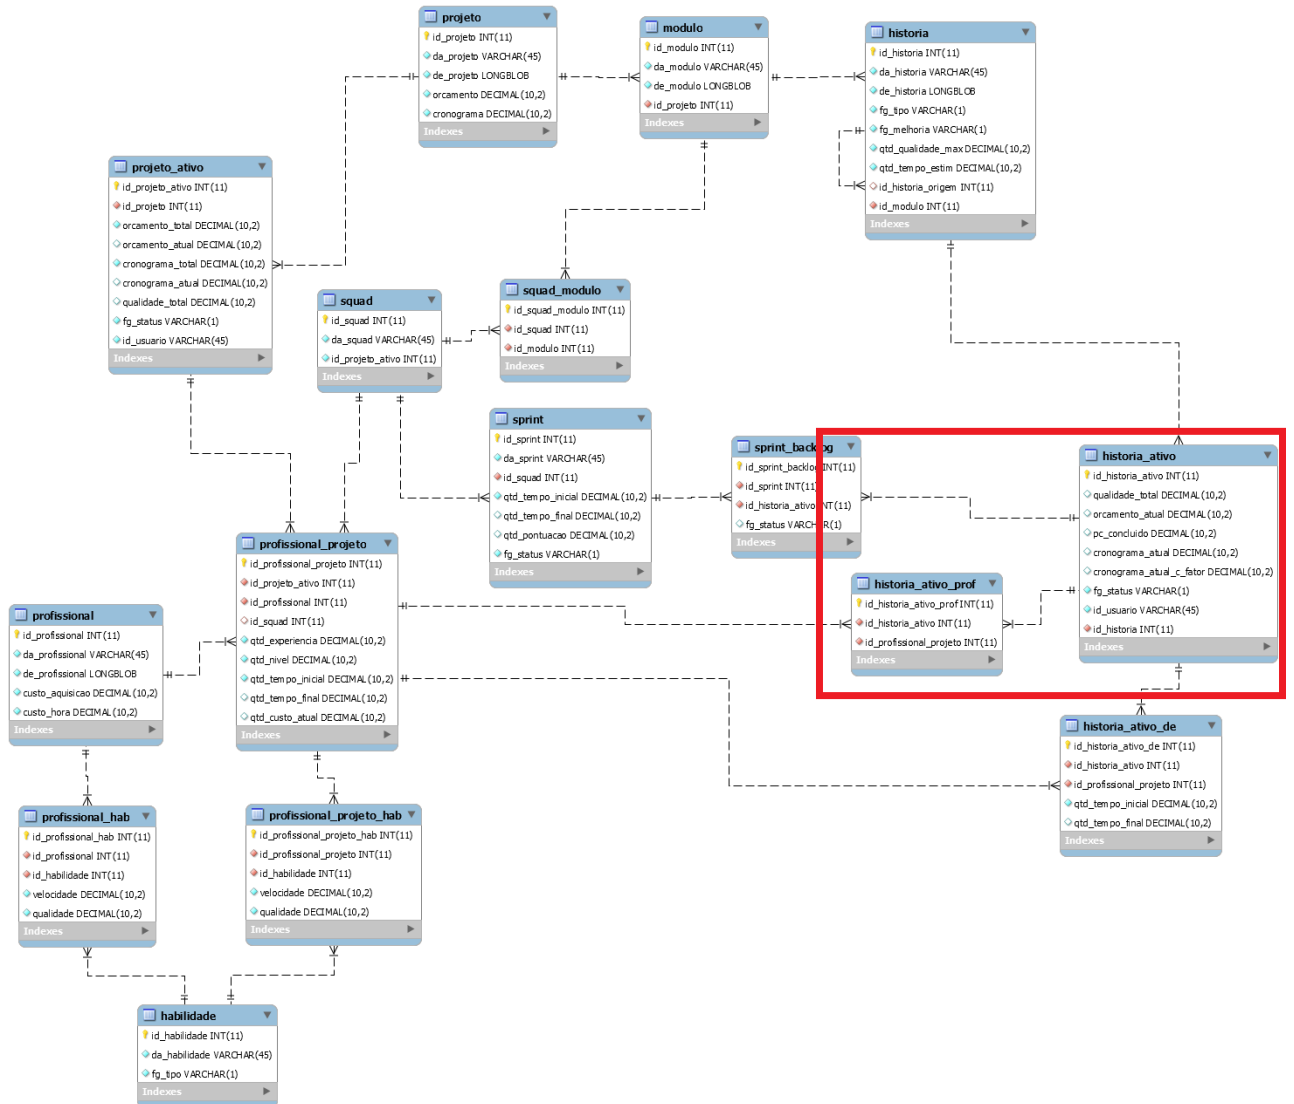 projeto
id_projeto INT(11)
da_projeto VARCHAR(45)
de_projeto LONGBLOB
orcamento DECIMAL(10,2)
cronograma DECIMAL(10,2)
Indexes
modulo
id_modulo INT(11)
da_modulo VARCHAR(45)
de_modulo LONGBLOB
id_projeto INT(11)
Indexes
historia
id_historia INT(11)
da_historia VARCHAR(45)
de_historia LONGBLOB
fg_tipo VARCHAR(1)
fg_melhoria VARCHAR(1)
qtd_qualidade_max DECIMAL(10,2)
qtd_tempo_estim DECIMAL(10,2)
id_historia_origem INT(11)
id_modulo INT(11)
Indexes
projeto_ativo
id_projeto_ativo INT(11)
id_projeto INT(11)
orcamento_total DECIMAL(10,2)
orcamento_atual DECIMAL(10,2)
cronograma_total DECIMAL(10,2)
cronograma_atual DECIMAL(10,2)
qualidade_total DECIMAL(10,2)
fg_status VARCHAR(1)
id_usuario VARCHAR(45)
Indexes
squad
id_squad INT(11)
da_squad VARCHAR(45)
id_projeto_ativo INT(11)
Indexes
squad_modulo
id_squad_modulo INT(11)
id_squad INT(11)
id_modulo INT(11)
Indexes
sprint
id_sprint INT(11)
da_sprint VARCHAR(45)
id_squad INT(11)
qtd_tempo_inicial DECIMAL(10,2)
qtd_tempo_final DECIMAL(10,2)
qtd_pontuacao DECIMAL(10,2)
fg_status VARCHAR(1)
Indexes
sprint_backlog
id_sprint_backlog INT(11)
id_sprint INT(11)
id_historia_ativo INT(11)
fg_status VARCHAR(1)
Indexes
historia_ativo
id_historia_ativo INT(11)
qualidade_total DECIMAL(10,2)
orcamento_atual DECIMAL(10,2)
pc_concluido DECIMAL(10,2)
cronograma_atual DECIMAL(10,2)
cronograma_atual_c_fator DECIMAL(10,2)
fg_status VARCHAR(1)
id_usuario VARCHAR(45)
id_historia INT(11)
Indexes
historia_ativo_prof
id_historia_ativo_prof INT(11)
id_historia_ativo INT(11)
id_profissional_projeto INT(11)
Indexes
profissional_projeto
id_profissional_projeto INT(11)
id_projeto_ativo INT(11)
id_profissional INT(11)
id_squad INT(11)
qtd_experiencia DECIMAL(10,2)
qtd_nivel DECIMAL(10,2)
qtd_tempo_inicial DECIMAL(10,2)
qtd_tempo_final DECIMAL(10,2)
qtd_custo_atual DECIMAL(10,2)
Indexes
profissional
id_profissional INT(11)
da_profissional VARCHAR(45)
de_profissional LONGBLOB
custo_aquisicao DECIMAL(10,2)
custo_hora DECIMAL(10,2)
Indexes
historia_ativo_de
id_historia_ativo_de INT(11)
id_historia_ativo INT(11)
id_profissional_projeto INT(11)
qtd_tempo_inicial DECIMAL(10,2)
qtd_tempo_final DECIMAL(10,2)
Indexes
profissional_hab
id_profissional_hab INT(11)
id_profissional INT(11)
id_habilidade INT(11)
velocidade DECIMAL(10,2)
qualidade DECIMAL(10,2)
Indexes
profissional_projeto_hab
id_profissional_projeto_hab INT(11)
id_profissional_projeto INT(11)
id_habilidade INT(11)
velocidade DECIMAL(10,2)
qualidade DECIMAL(10,2)
Indexes
habilidade
id_habilidade INT(11)
da_habilidade VARCHAR(45)
fg_tipo VARCHAR(1)
Indexes